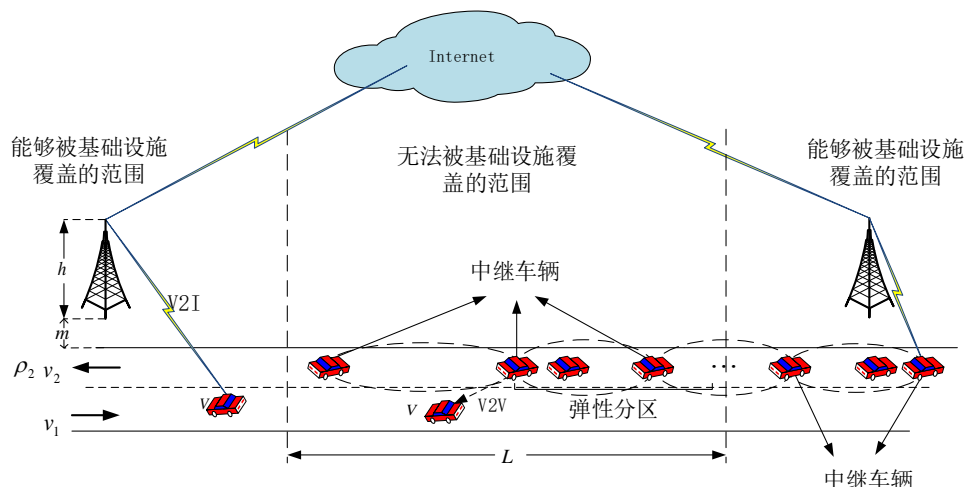 Internet
能够被基础设施
覆盖的范围
无法被基础设施覆
盖的范围
能够被基础设施
覆盖的范围
h
V2I
m
中继车辆
ρ₂ v₂
...
v
v
V2V
弹性分区
v₁
L
中继车辆